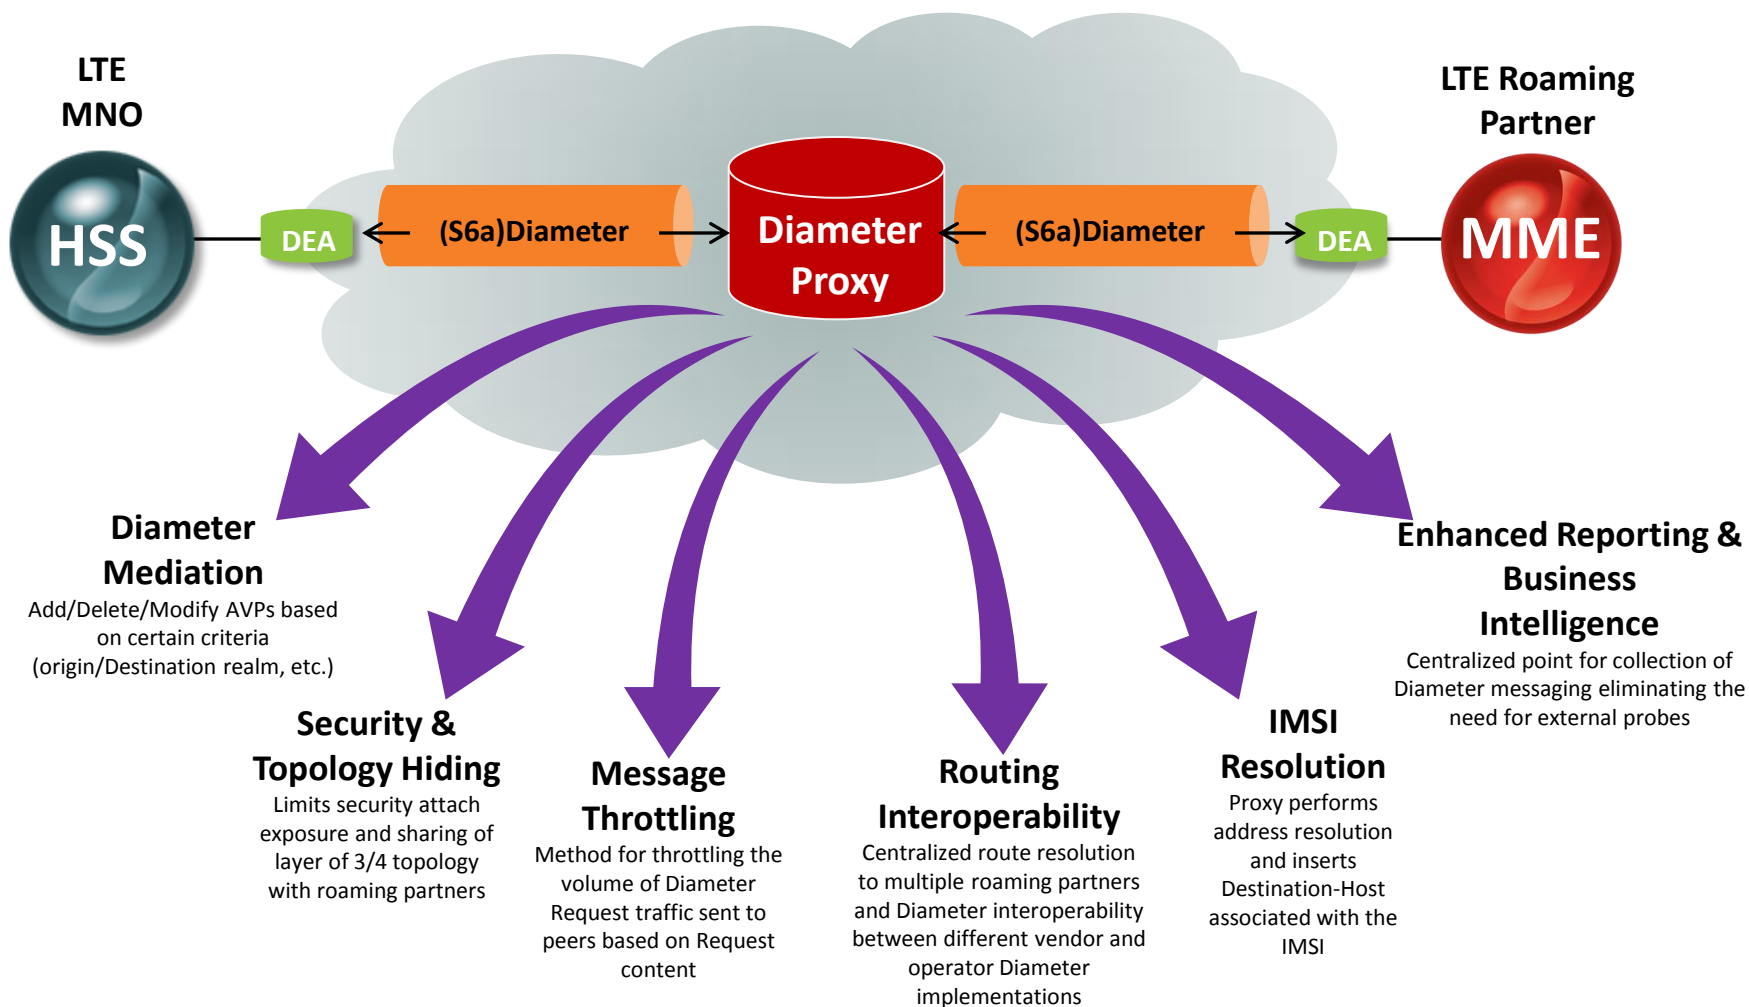 LTE
MNO
HSS
DEA
(S6a)Diameter
Diameter
Proxy
(S6a)Diameter
DEA
LTE Roaming
Partner
MME
Diameter
Mediation
Add/Delete/Modify AVPs based
on certain criteria
(origin/Destination realm, etc.)
Security &
Topology Hiding
Limits security attach
exposure and sharing of
layer of 3/4 topology
with roaming partners
Message
Throttling
Method for throttling the
volume of Diameter
Request traffic sent to
peers based on Request
content
Routing
Interoperability
Centralized route resolution
to multiple roaming partners
and Diameter interoperability
between different vendor and
operator Diameter
implementations
IMSI
Resolution
Proxy performs
address resolution
and inserts
Destination-Host
associated with the
IMSI
Enhanced Reporting &
Business
Intelligence
Centralized point for collection of
Diameter messaging eliminating the
need for external probes